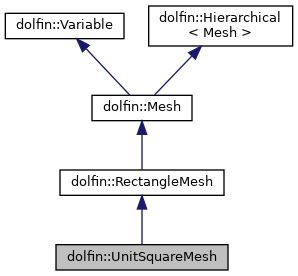 dolfin::Variable
dolfin::Hierarchical
< Mesh >
dolfin::Mesh
dolfin::RectangleMesh
dolfin::UnitSquareMesh